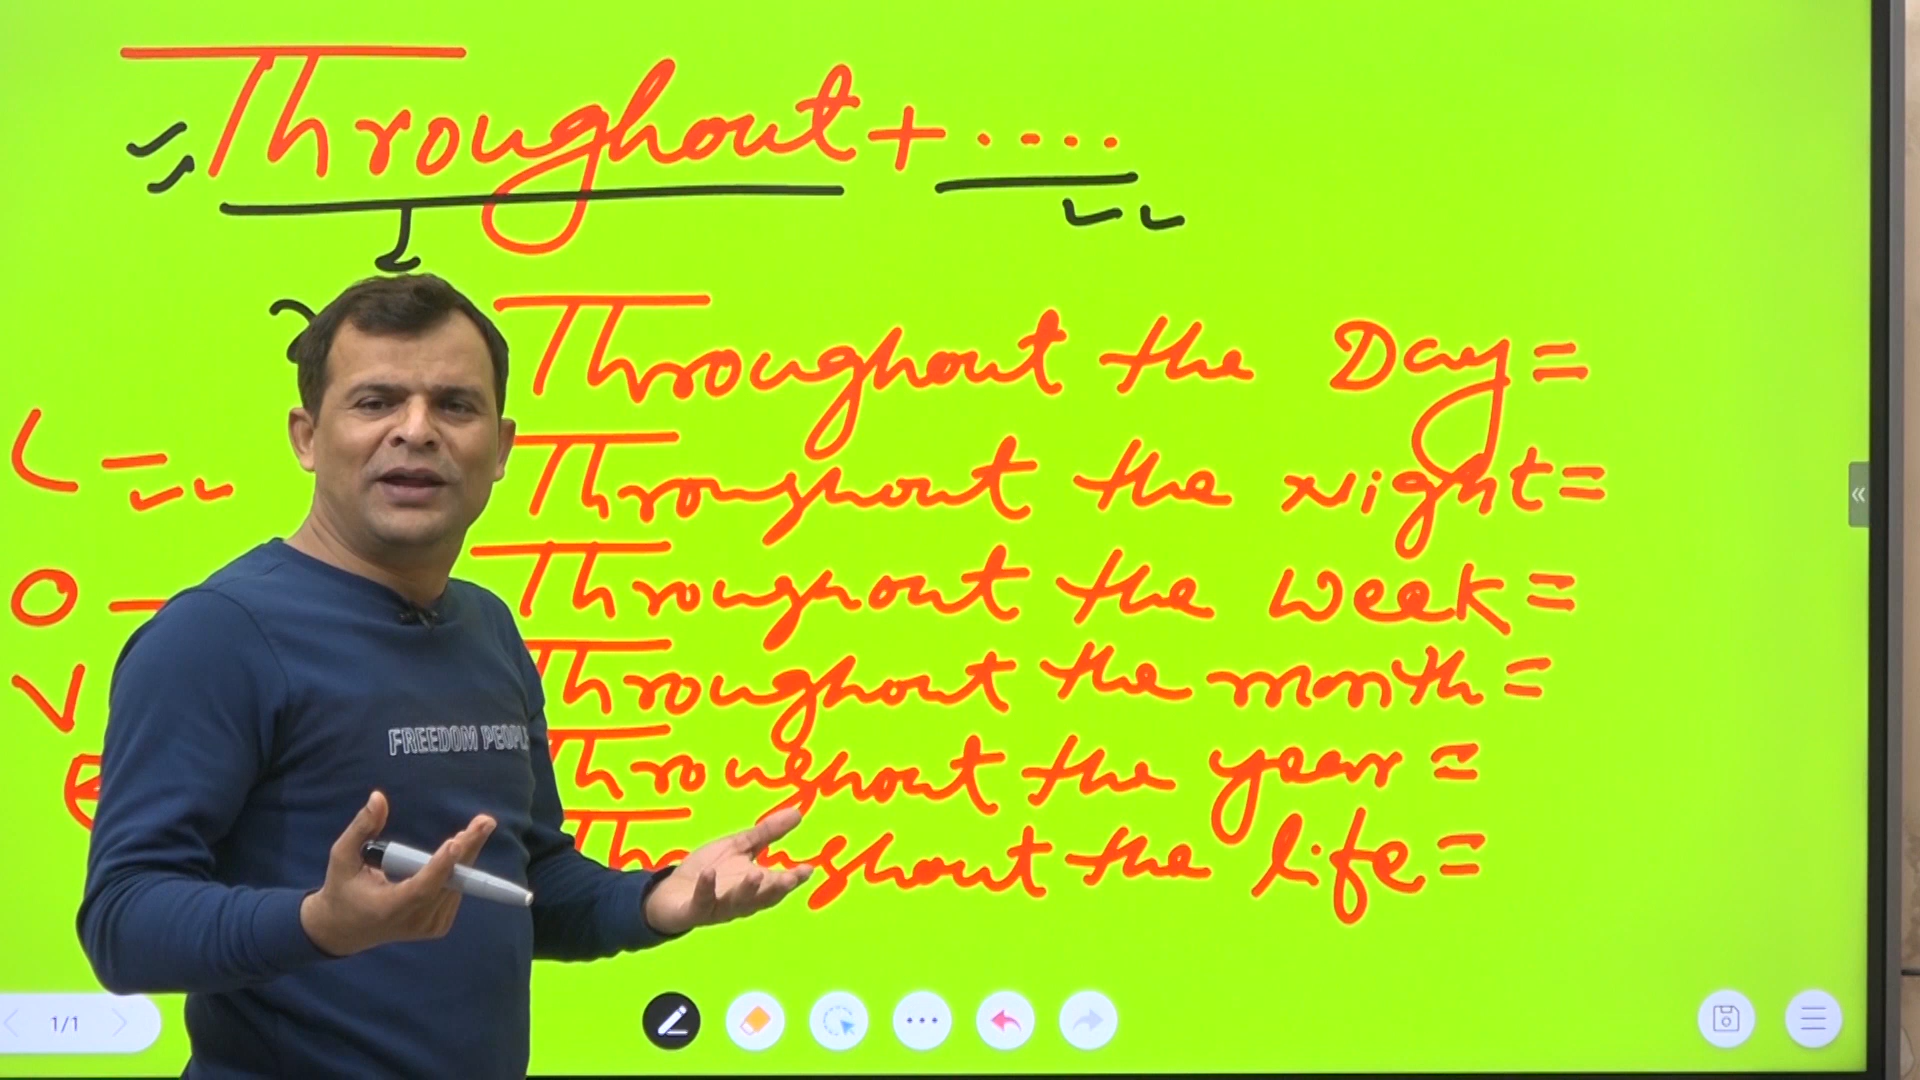 Throughout + ....
Throughout the Day =
Throughout the Night =
Throughout the week =
Throughout the month =
Throughout the year =
Throughout the life =
L -
O -
V
E
FREEDOM PEOPL
1/1